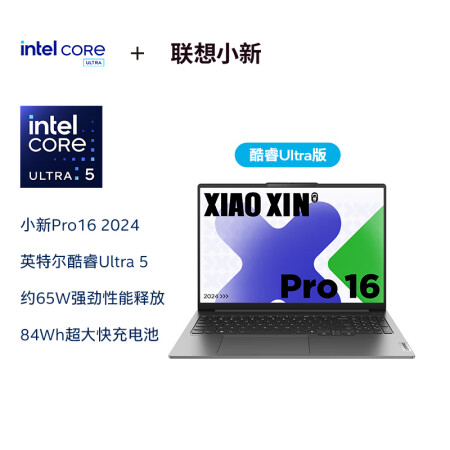 intel CORE
ULTRA
+
联想小新
intel
CORE
ULTRA 5
酷睿Ultra版
XIAO XIN
Pro 16
2024 >>>
小新Pro16 2024
英特尔酷睿Ultra 5
约65W强劲性能释放
84Wh超大快充电池